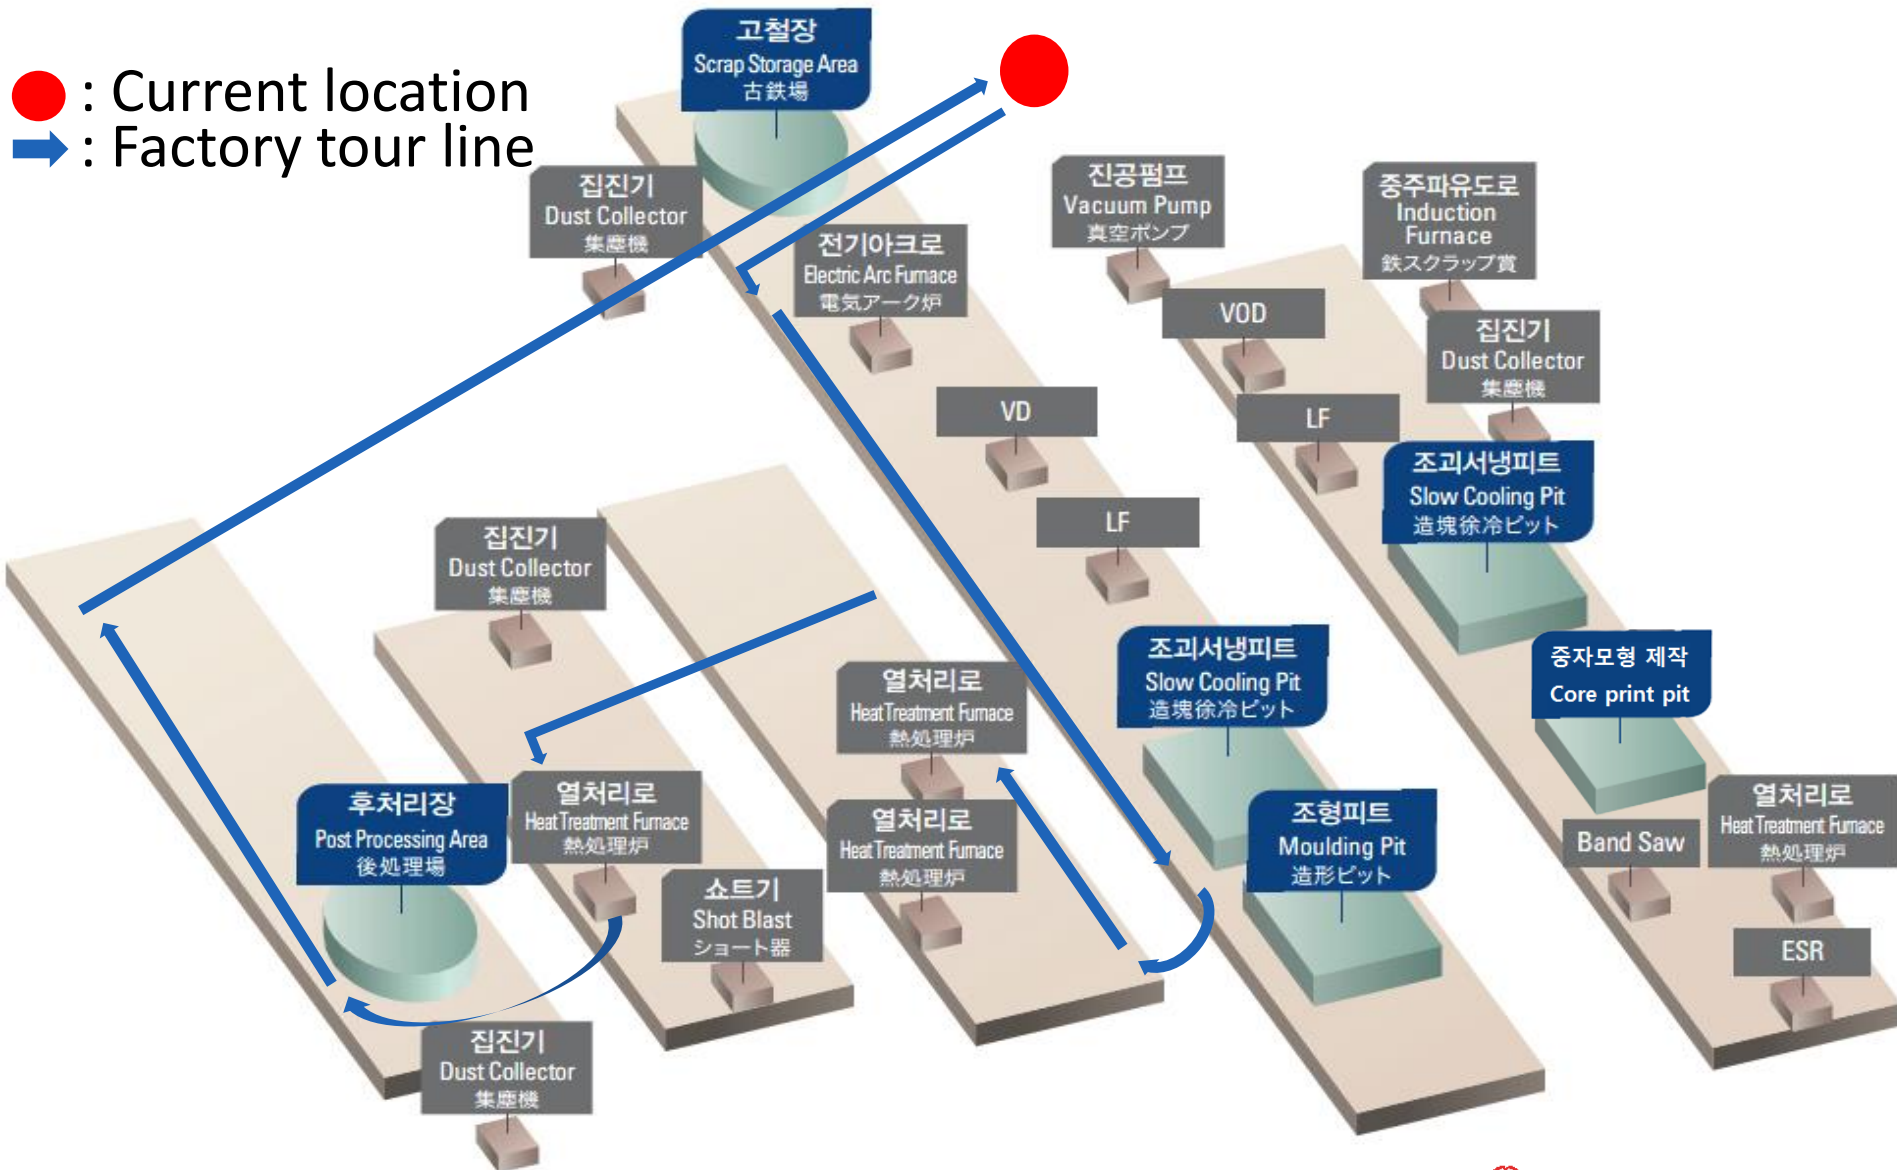 : Current location
: Factory tour line
고철장
Scrap Storage Area
古鉄場
집진기
Dust Collector
集塵機
전기아크로
Electric Arc Furnace
電気アーク炉
진공펌프
Vacuum Pump
真空ポンプ
중주파유도로
Induction
Furnace
鉄スクラップ賞
VOD
집진기
Dust Collector
集塵機
VD
LF
LF
조괴서냉피트
Slow Cooling Pit
造塊徐冷ピット
집진기
Dust Collector
集塵機
조괴서냉피트
Slow Cooling Pit
造塊徐冷ピット
중자모형 제작
Core print pit
열처리로
Heat Treatment Furnace
熱処理炉
열처리로
Heat Treatment Furnace
熱処理炉
후처리장
Post Processing Area
後処理場
열처리로
Heat Treatment Furnace
熱処理炉
조형피트
Moulding Pit
造形ピット
Band Saw
열처리로
Heat Treatment Furnace
熱処理炉
쇼트기
Shot Blast
ショート器
ESR
집진기
Dust Collector
集塵機